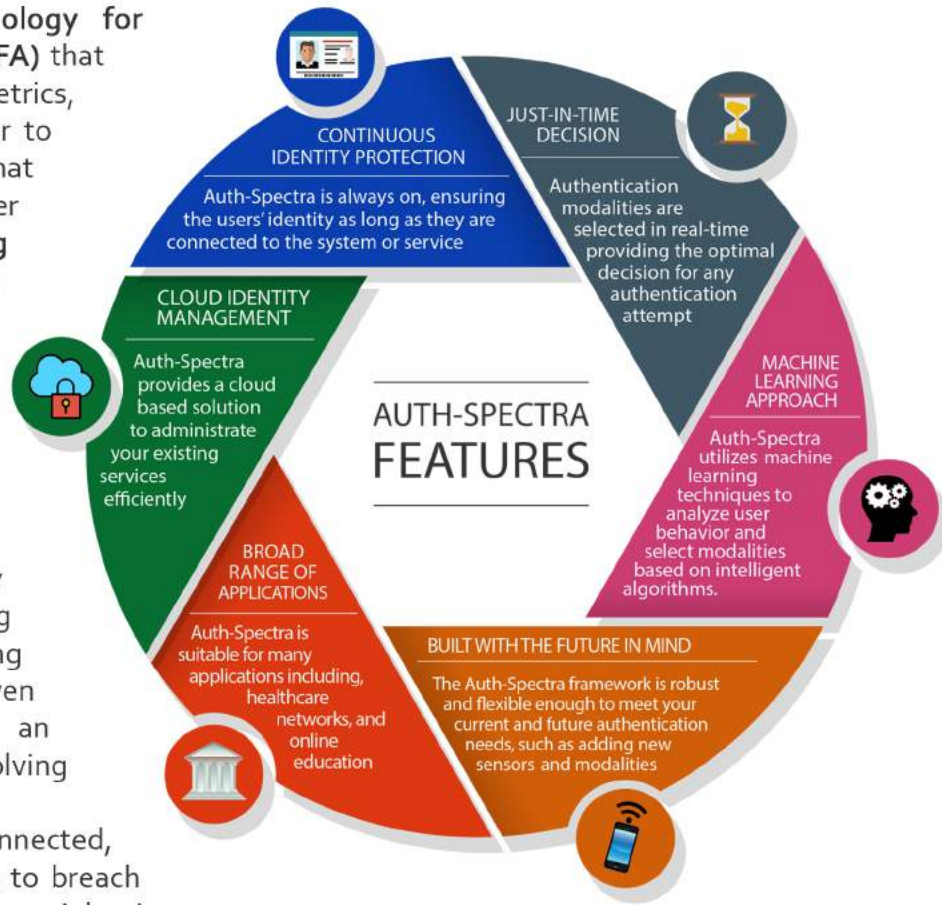 ology for
FA) that
etrics,
r to
hat
er
g
y
g
ng
ven
an
olving
nnected,
to breach
CONTINUOUS
IDENTITY PROTECTION
Auth-Spectra is always on, ensuring
the users' identity as long as they are
connected to the system or service
JUST-IN-TIME
DECISION
Authentication
modalities are
selected in real-time
providing the optimal
decision for any
authentication
attempt
MACHINE
LEARNING
APPROACH
Auth-Spectra
utilizes machine
learning
techniques to
analyze user
behavior and
select modalities
based on intelligent
algorithms.
BUILT WITH THE FUTURE IN MIND
The Auth-Spectra framework is robust
and flexible enough to meet your
current and future authentication
needs, such as adding new
sensors and modalities
BROAD
RANGE OF
APPLICATIONS
Auth-Spectra is
suitable for many
applications including,
healthcare
networks, and
online
education
CLOUD IDENTITY
MANAGEMENT
Auth-Spectra
provides a cloud
based solution
to administrate
your existing
services
efficiently
AUTH-SPECTRA
FEATURES